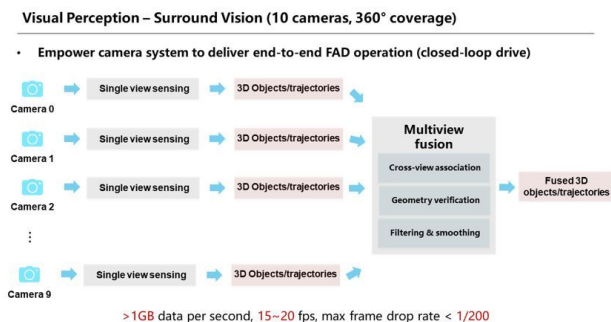 Visual Perception – Surround Vision (10 cameras, 360° coverage)
• Empower camera system to deliver end-to-end FAD operation (closed-loop drive)
Camera 0
Single view sensing
3D Objects/trajectories
Camera 1
Single view sensing
3D Objects/trajectories
Camera 2
Single view sensing
3D Objects/trajectories
⋮
Camera 9
Single view sensing
3D Objects/trajectories
Multiview
fusion
Cross-view association
Geometry verification
Filtering & smoothing
Fused 3D
objects/trajectories
>1GB data per second, 15~20 fps, max frame drop rate < 1/200